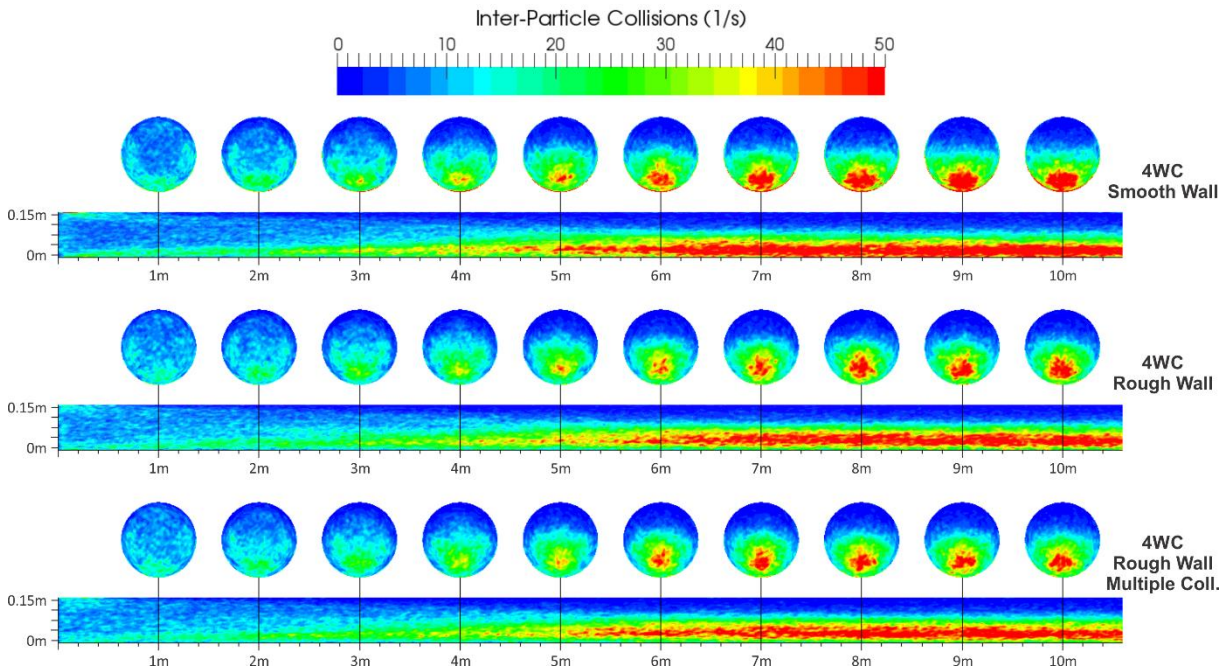 Inter-Particle Collisions (1/s)
0 10 20 30 40 50
4WC
Smooth Wall
0.15m
0m
1m 2m 3m 4m 5m 6m 7m 8m 9m 10m
4WC
Rough Wall
0.15m
0m
1m 2m 3m 4m 5m 6m 7m 8m 9m 10m
4WC
Rough Wall
Multiple Coll.
0.15m
0m
1m 2m 3m 4m 5m 6m 7m 8m 9m 10m